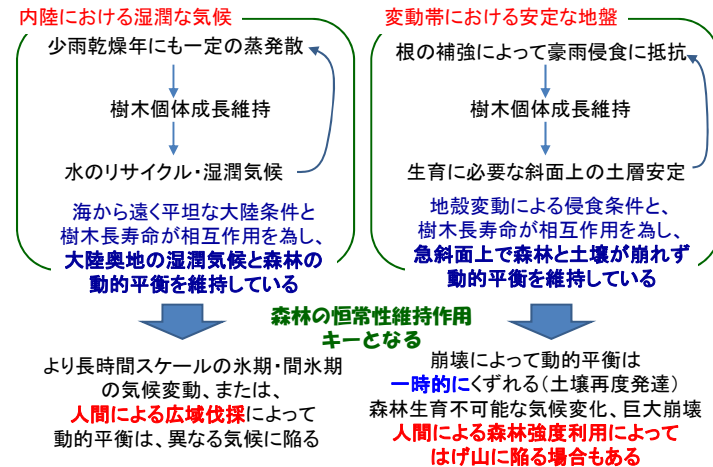 内陸における湿潤な気候
少雨乾燥年にも一定の蒸発散
樹木個体成長維持
水のリサイクル・湿潤気候
海から遠く平坦な大陸条件と
樹木長寿命が相互作用を為し、
大陸奥地の湿潤気候と森林の
動的平衡を維持している
変動帯における安定な地盤
根の補強によって豪雨侵食に抵抗
樹木個体成長維持
生育に必要な斜面上の土層安定
地殻変動による侵食条件と、
樹木長寿命が相互作用を為し、
急斜面上で森林と土壌が崩れず
動的平衡を維持している
森林の恒常性維持作用
キーとなる
より長時間スケールの氷期・間氷期
の気候変動、または、
人間による広域伐採によって
動的平衡は、異なる気候に陥る
崩壊によって動的平衡は
一時的にくずれる(土壌再度発達)
森林生育不可能な気候変化、巨大崩壊
人間による森林強度利用によって
はげ山に陥る場合もある